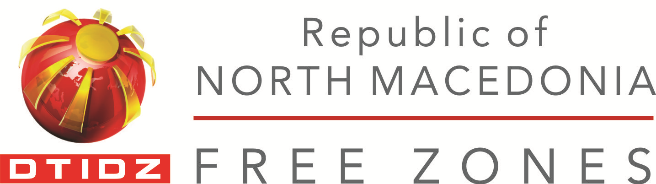 Republic of
NORTH MACEDONIA
DTIDZ
FREE ZONES